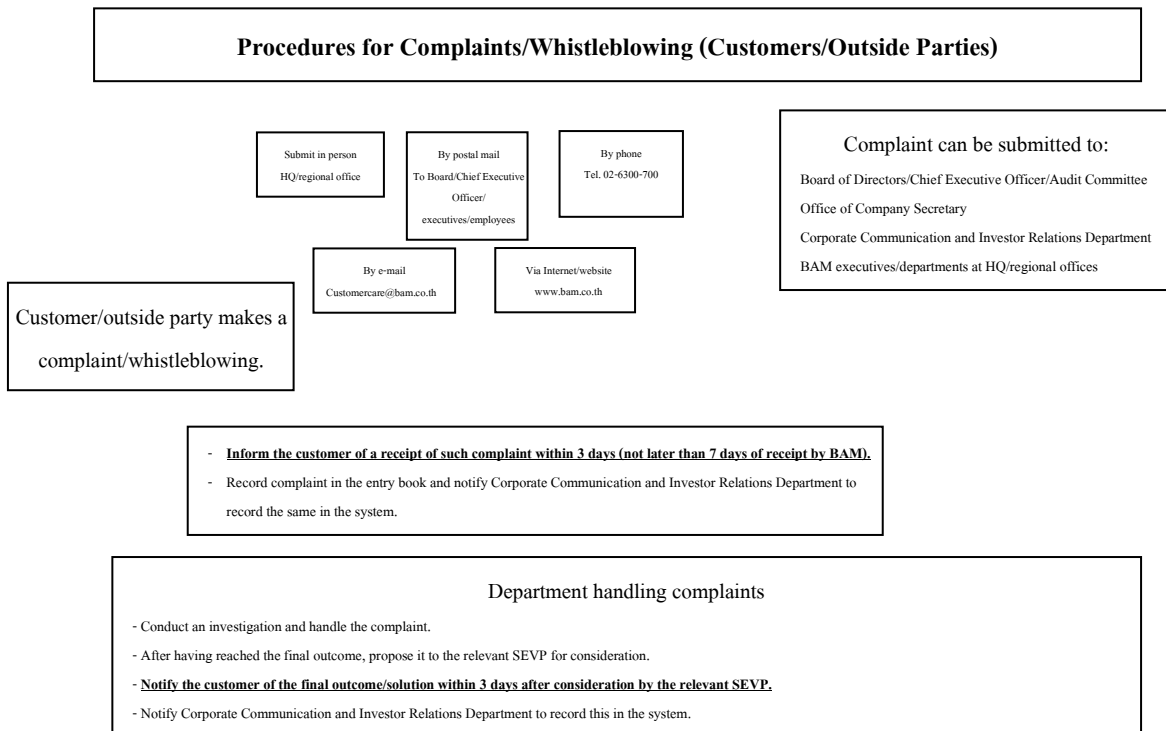 Procedures for Complaints/Whistleblowing (Customers/Outside Parties)
Submit in person
HQ/regional office
By postal mail
To Board/Chief Executive
Officer/
executives/employees
By phone
Tel. 02-6300-700
Complaint can be submitted to:
Board of Directors/Chief Executive Officer/Audit Committee
Office of Company Secretary
Corporate Communication and Investor Relations Department
BAM executives/departments at HQ/regional offices
By e-mail
Customercare@bam.co.th
Via Internet/website
www.bam.co.th
Customer/outside party makes a
complaint/whistleblowing.
- Inform the customer of a receipt of such complaint within 3 days (not later than 7 days of receipt by BAM).
- Record complaint in the entry book and notify Corporate Communication and Investor Relations Department to
record the same in the system.
Department handling complaints
- Conduct an investigation and handle the complaint.
- After having reached the final outcome, propose it to the relevant SEVP for consideration.
- Notify the customer of the final outcome/solution within 3 days after consideration by the relevant SEVP.
- Notify Corporate Communication and Investor Relations Department to record this in the system.